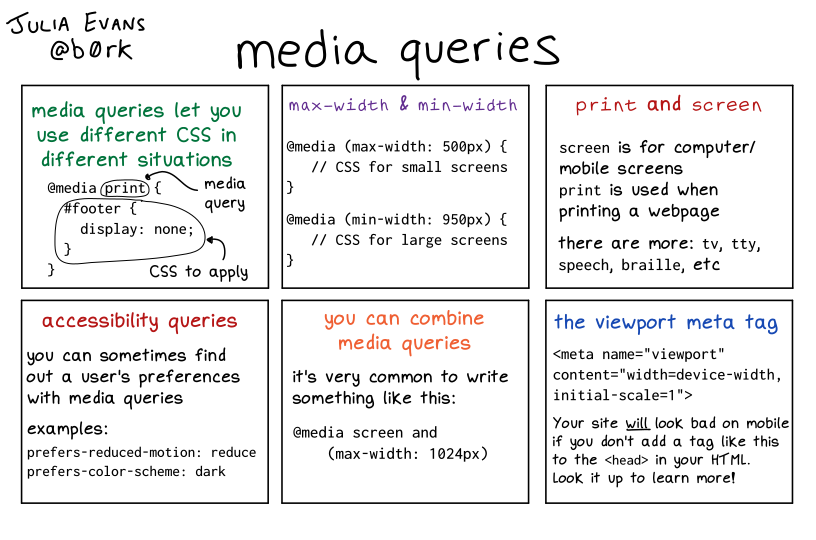 JULIA EVANS
@b0rk
media queries
media queries let you
use different CSS in
different situations
@media print {
media
query
#footer {
display: none;
}
}
CSS to apply
max-width & min-width
@media (max-width: 500px) {
// CSS for small screens
}
@media (min-width: 950px) {
// CSS for large screens
}
print and screen
screen is for computer/
mobile screens
print is used when
printing a webpage
there are more: tv, tty,
speech, braille, etc
accessibility queries
you can sometimes find
out a user's preferences
with media queries
examples:
prefers-reduced-motion: reduce
prefers-color-scheme: dark
you can combine
media queries
it's very common to write
something like this:
@media screen and
(max-width: 1024px)
the viewport meta tag
<meta name="viewport"
content="width=device-width,
initial-scale=1">
Your site will look bad on mobile
if you don't add a tag like this
to the <head> in your HTML.
Look it up to learn more!